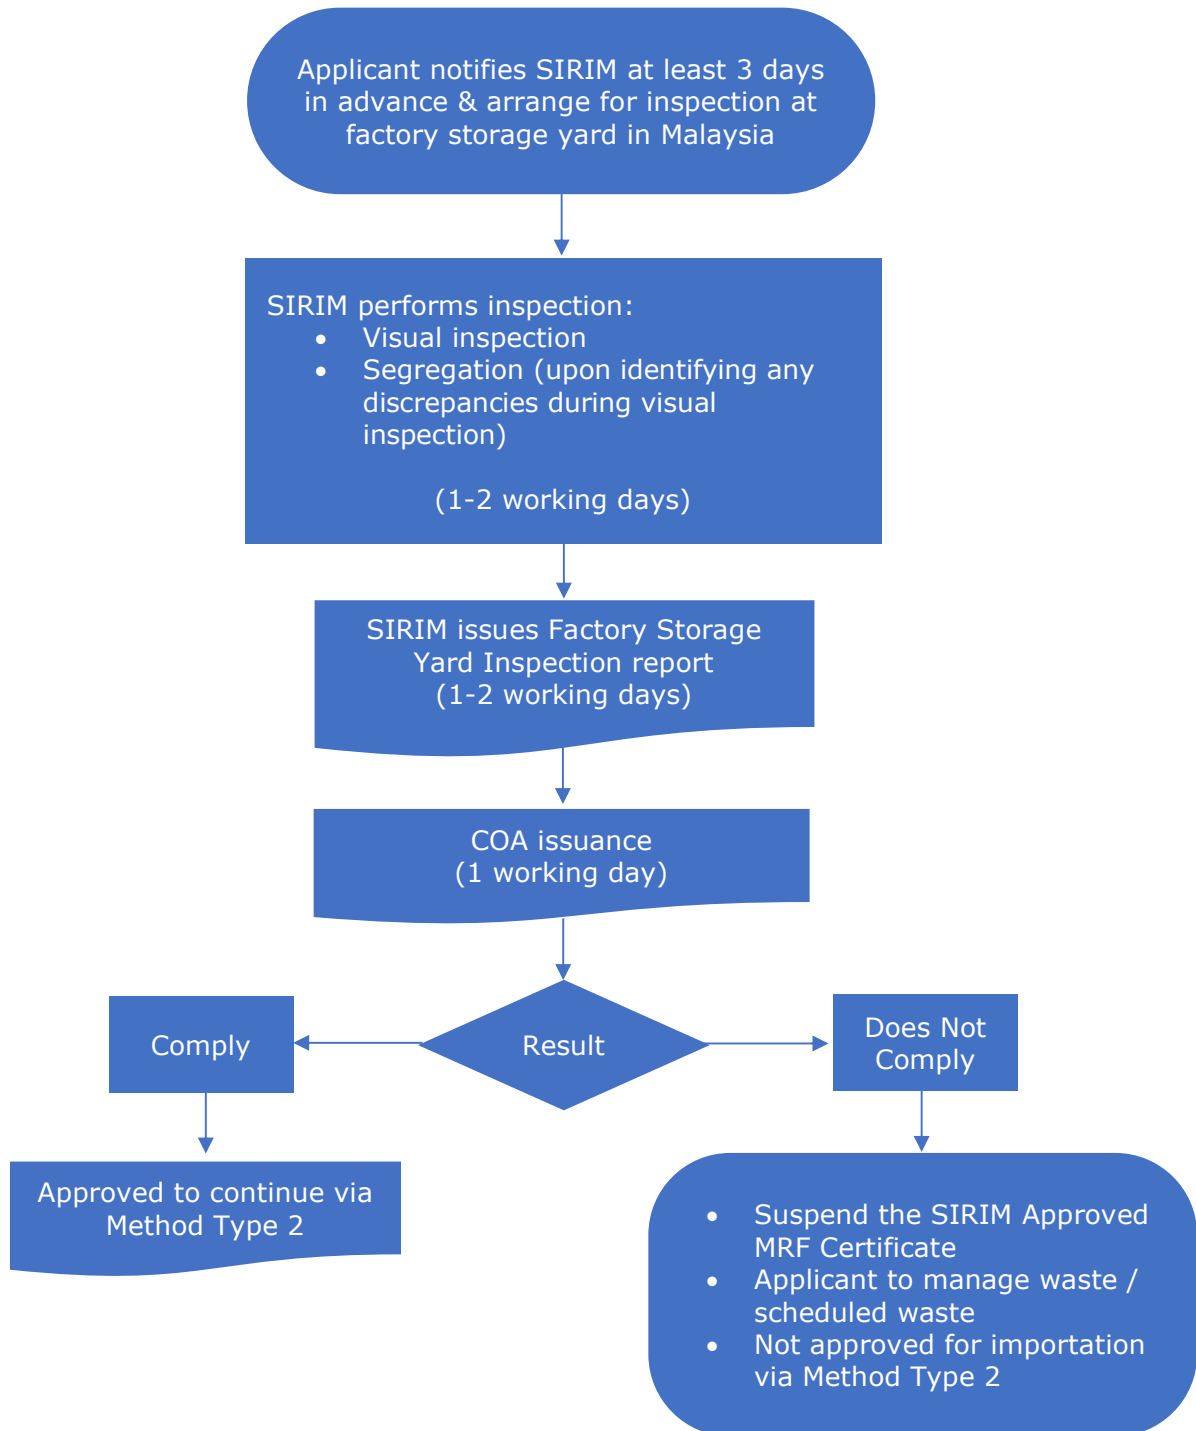 Applicant notifies SIRIM at least 3 days
in advance & arrange for inspection at
factory storage yard in Malaysia
SIRIM performs inspection:
• Visual inspection
• Segregation (upon identifying any
discrepancies during visual
inspection)
(1-2 working days)
SIRIM issues Factory Storage
Yard Inspection report
(1-2 working days)
COA issuance
(1 working day)
Result
Comply
Does Not
Comply
Approved to continue via
Method Type 2
• Suspend the SIRIM Approved
MRF Certificate
• Applicant to manage waste /
scheduled waste
• Not approved for importation
via Method Type 2